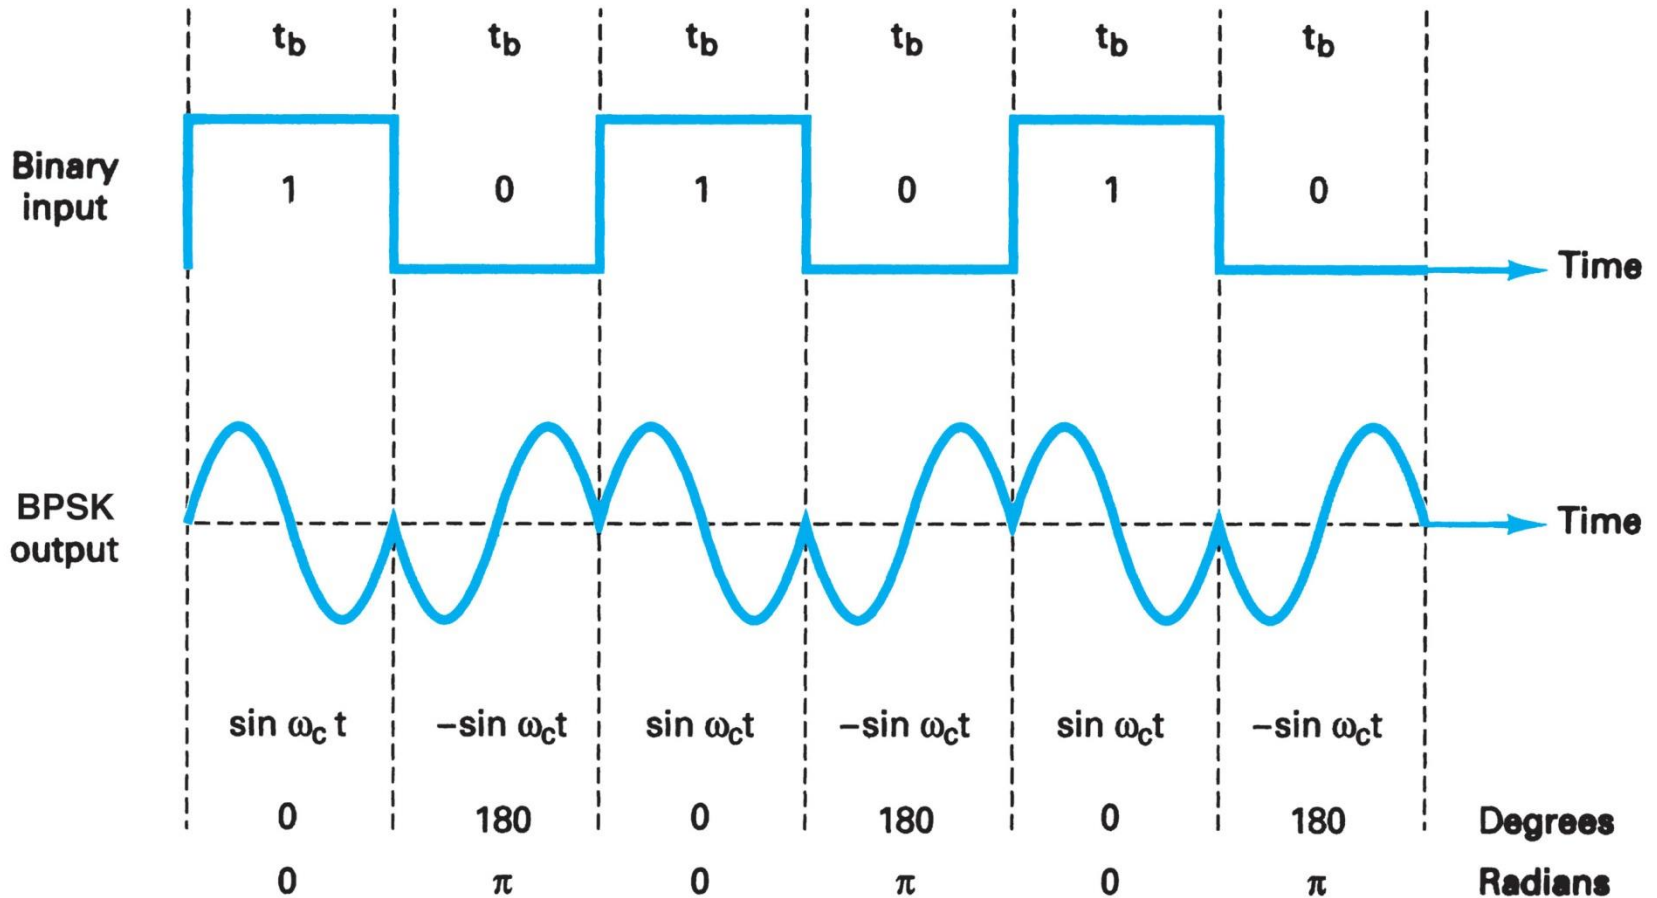 t_b t_b t_b t_b t_b t_b
Binary
input
1 0 1 0 1 0
Time
BPSK
output
Time
sin ω_c t -sin ω_c t sin ω_c t -sin ω_c t sin ω_c t -sin ω_c t
0 180 0 180 0 180 Degrees
0 π 0 π 0 π Radians